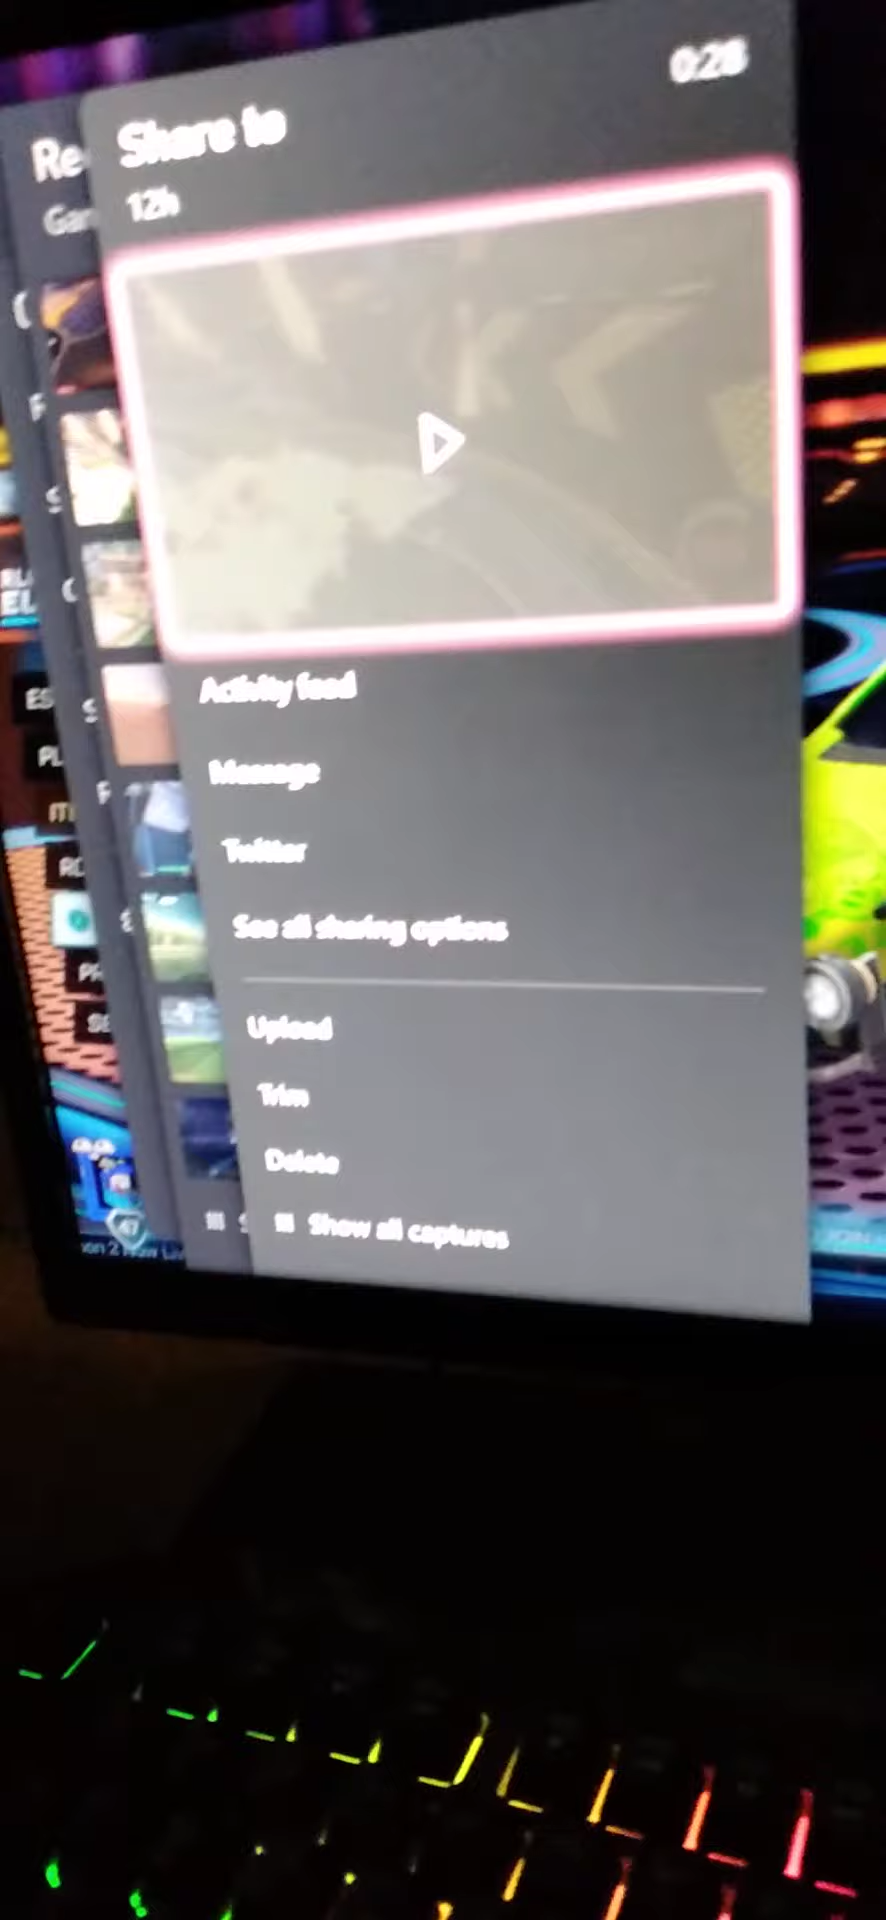 0:28
Share to
12h
Activity feed
Message
Twitter
See all sharing options
Upload
Trim
Delete
Show all captures
47